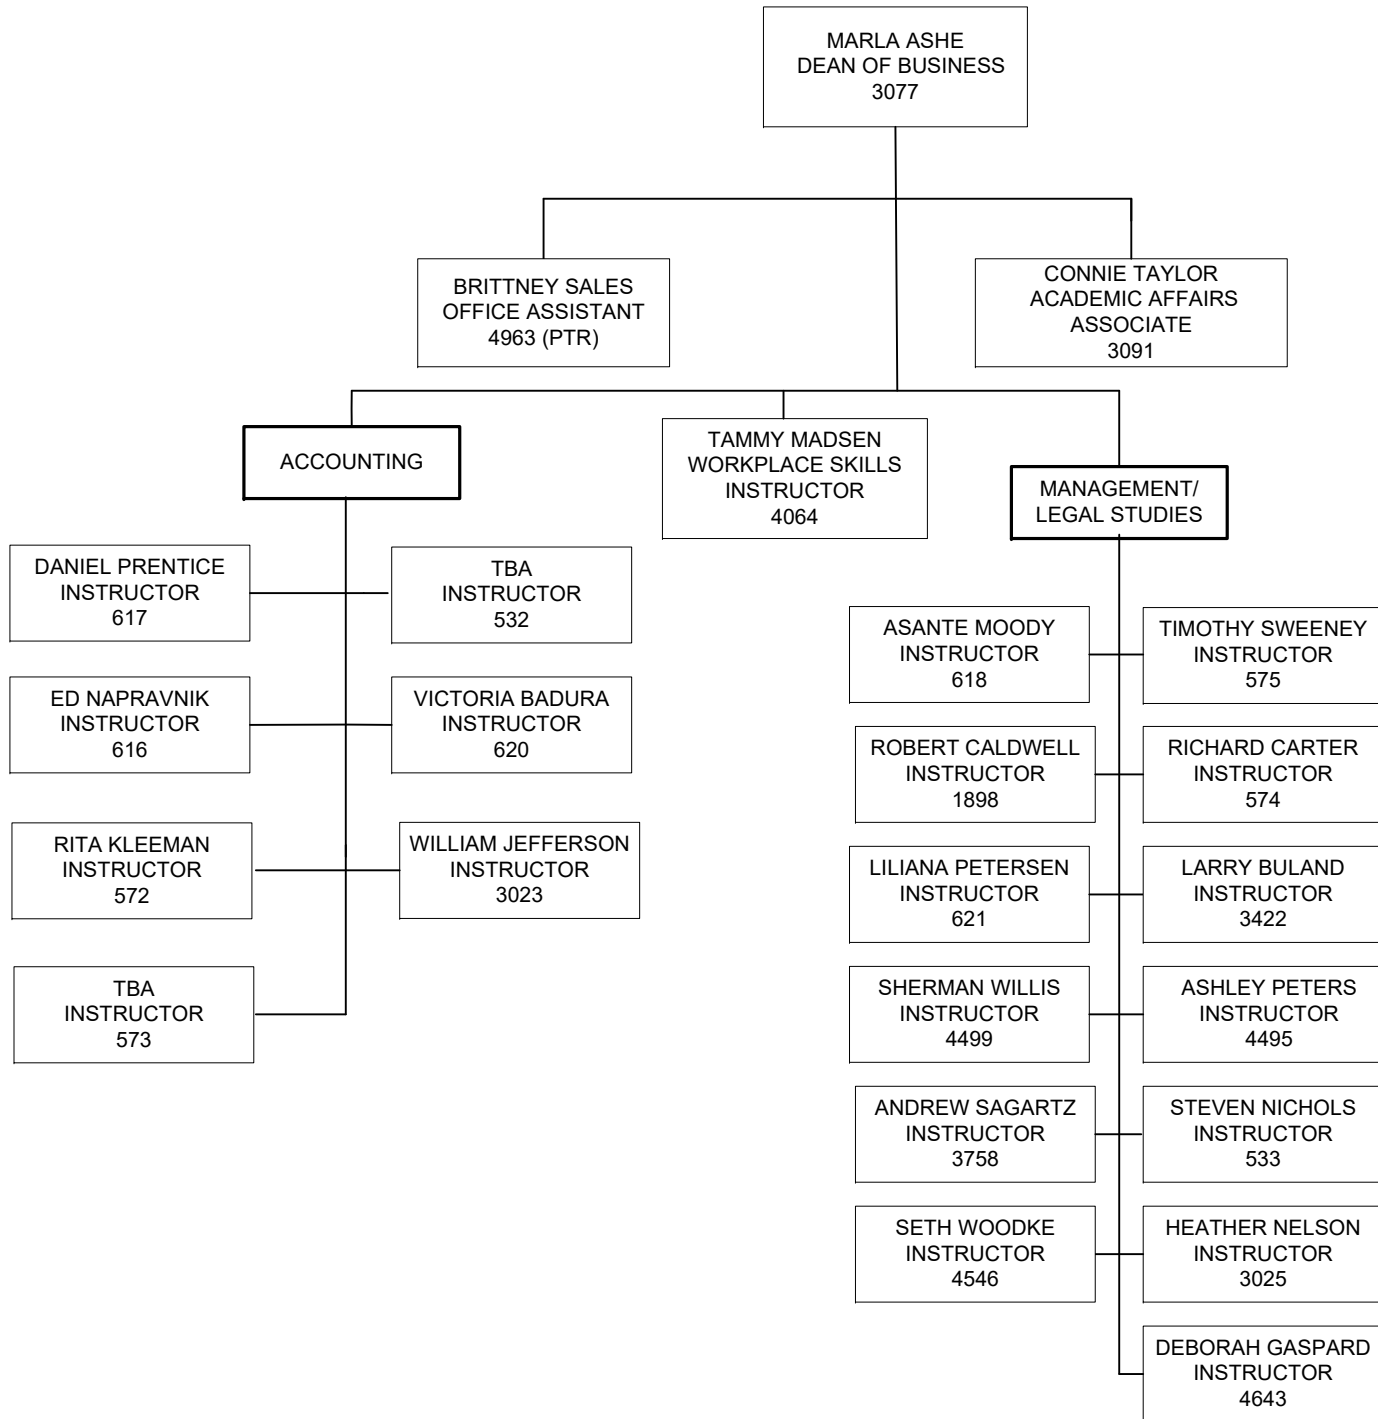 MARLA ASHE
DEAN OF BUSINESS
3077
BRITTNEY SALES
OFFICE ASSISTANT
4963 (PTR)
CONNIE TAYLOR
ACADEMIC AFFAIRS
ASSOCIATE
3091
ACCOUNTING
TAMMY MADSEN
WORKPLACE SKILLS
INSTRUCTOR
4064
MANAGEMENT/
LEGAL STUDIES
DANIEL PRENTICE
INSTRUCTOR
617
TBA
INSTRUCTOR
532
ED NAPRAVNIK
INSTRUCTOR
616
VICTORIA BADURA
INSTRUCTOR
620
RITA KLEEMAN
INSTRUCTOR
572
WILLIAM JEFFERSON
INSTRUCTOR
3023
TBA
INSTRUCTOR
573
ASANTE MOODY
INSTRUCTOR
618
TIMOTHY SWEENEY
INSTRUCTOR
575
ROBERT CALDWELL
INSTRUCTOR
1898
RICHARD CARTER
INSTRUCTOR
574
LILIANA PETERSEN
INSTRUCTOR
621
LARRY BULAND
INSTRUCTOR
3422
SHERMAN WILLIS
INSTRUCTOR
4499
ASHLEY PETERS
INSTRUCTOR
4495
ANDREW SAGARTZ
INSTRUCTOR
3758
STEVEN NICHOLS
INSTRUCTOR
533
SETH WOODKE
INSTRUCTOR
4546
HEATHER NELSON
INSTRUCTOR
3025
DEBORAH GASPARD
INSTRUCTOR
4643